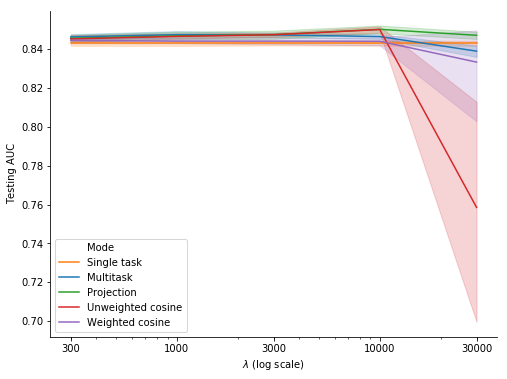 0.84
0.82
0.80
0.78
0.76
0.74
0.72
0.70
Testing AUC
Mode
Single task
Multitask
Projection
Unweighted cosine
Weighted cosine
300
1000
3000
10000
30000
λ (log scale)